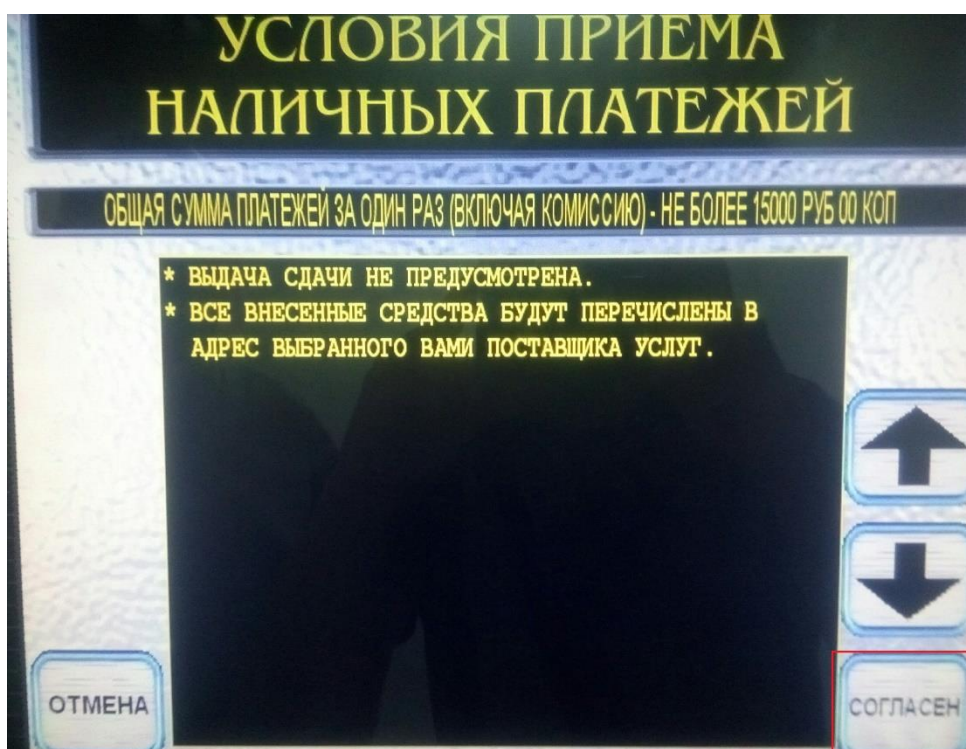 УСЛОВИЯ ПРИЕМА
НАЛИЧНЫХ ПЛАТЕЖЕЙ
ОБЩАЯ СУММА ПЛАТЕЖЕЙ ЗА ОДИН РАЗ (ВКЛЮЧАЯ КОМИССИЮ) - НЕ БОЛЕЕ 15000 РУБ 00 КОП
* ВЫДАЧА СДАЧИ НЕ ПРЕДУСМОТРЕНА.
* ВСЕ ВНЕСЕННЫЕ СРЕДСТВА БУДУТ ПЕРЕЧИСЛЕНЫ В
АДРЕС ВЫБРАННОГО ВАМИ ПОСТАВЩИКА УСЛУГ.
ОТМЕНА
СОГЛАСЕН